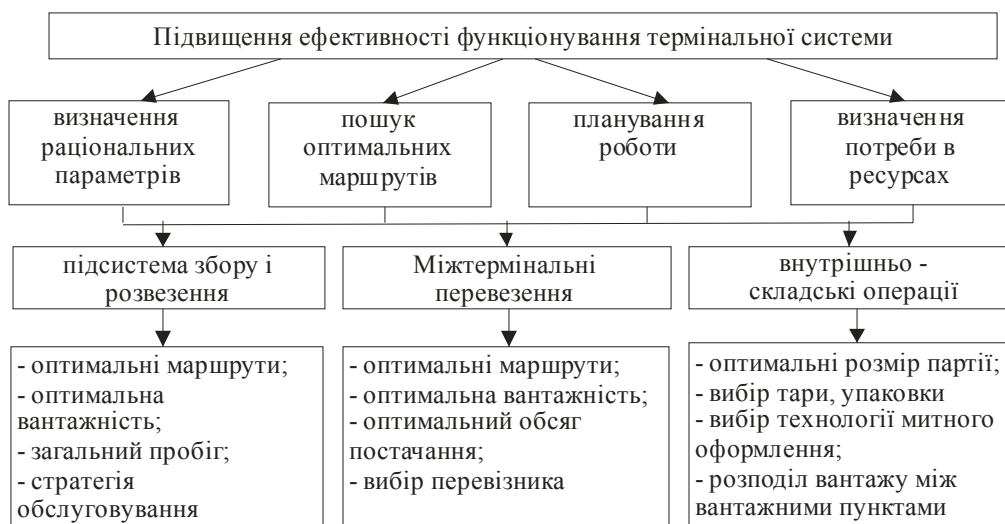 Підвищення ефективності функціонування термінальної системи
визначення
раціональних
параметрів
пошук
оптимальних
маршрутів
планування
роботи
визначення
потреби в
ресурсах
підсистема збору і
розвезення
Міжтермінальні
перевезення
внутрішньо -
складські операції
- оптимальні маршрути;
- оптимальна
вантажність;
- загальний пробіг;
- стратегія
обслуговування
- оптимальні маршрути;
- оптимальна вантажність;
- оптимальний обсяг
постачання;
- вибір перевізника
- оптимальні розмір партії;
- вибір тари, упаковки
- вибір технології митного
оформлення;
- розподіл вантажу між
вантажними пунктами